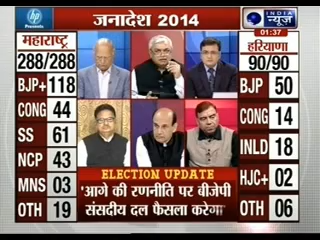 hp
Presents
जनादेश 2014
INDIA
न्यूज़
01:37
महाराष्ट्र
288/288
BJP+ 118
CONG 44
SS 61
NCP 43
MNS 03
OTH 19
हरियाणा
90/90
BJP 50
CONG 14
INLD 18
HJC+ 02
OTH 06
ELECTION UPDATE
'आगे की रणनीति पर बीजेपी
संसदीय दल फैसला करेगा'